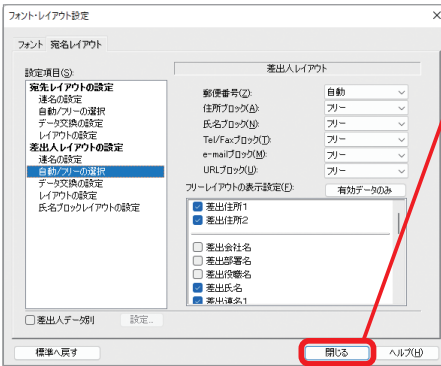 フォント・レイアウト設定
フォント 宛名レイアウト
設定項目(S):
宛先レイアウトの設定
連名の設定
自動/フリーの選択
データ交換の設定
レイアウトの設定
差出人レイアウトの設定
連名の設定
自動/フリーの選択
データ交換の設定
レイアウトの設定
氏名ブロックレイアウトの設定
差出人レイアウト
郵便番号(Z): 自動
住所ブロック(A): フリー
氏名ブロック(N): フリー
Tel/Faxブロック(T): フリー
e-mailブロック(M): フリー
URLブロック(U): フリー
フリーレイアウトの表示設定(F): 有効データのみ
差出住所1
差出住所2
差出会社名
差出部署名
差出役職名
差出氏名
差出連名1
差出人データ別 設定...
標準へ戻す 閉じる ヘルプ(H)